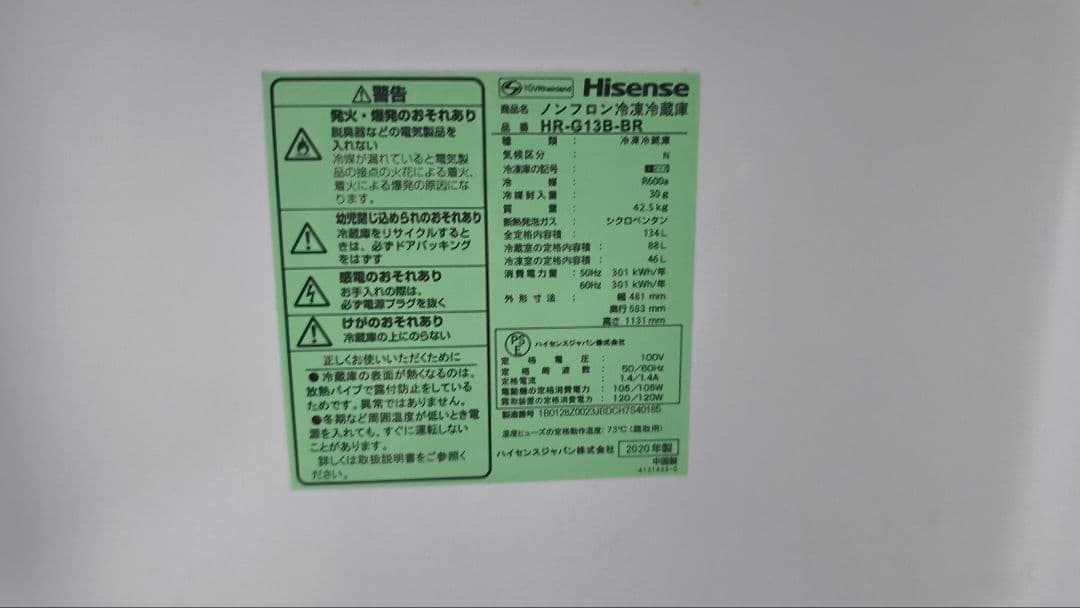 ⚠警告
発火・爆発のおそれあり
脱臭器などの電気製品を
入れない
冷媒が漏れていると電気製
品の接点の火花による着火、
着火による爆発の原因にな
ります。
幼児閉じ込められのおそれあり
冷蔵庫をリサイクルすると
きは、必ずドアパッキング
をはずす
感電のおそれあり
お手入れの際は、
必ず電源プラグを抜く
けがのおそれあり
冷蔵庫の上にのらない
正しくお使いいただくために
●冷蔵庫の表面が熱くなるのは、
放熱パイプで露付防止をしている
ためです。異常ではありません。
●冬期など周囲温度が低いとき電
源を入れても、すぐに運転しない
ことがあります。
詳しくは取扱説明書をご参照く
ださい。
TÜVRheinland Hisense
商品名 ノンフロン冷凍冷蔵庫
品番 HR-G13B-BR
種類 : 冷凍冷蔵庫
気候区分 : N
冷凍庫の記号 :
冷媒 : R600a
冷媒封入量 : 30g
質量 : 42.5kg
断熱発泡ガス : シクロペンタン
全定格内容積 : 134L
冷蔵室の定格内容積 : 88L
冷凍室の定格内容積 : 46L
消費電力量 : 50Hz 301 kWh/年
60Hz 301 kWh/年
外形寸法 : 幅 481 mm
奥行 583 mm
高さ 1131 mm
PSE ハイセンスジャパン株式会社
定格電圧 : 100V
定格周波数 : 50/60Hz
定格電流 : 1.4/1.4A
電動機の定格消費電力 : 105/105W
霜取装置の定格消費電力 : 120/120W
製造番号 1B0128Z0023JBDCH7S40185
温度ヒューズの定格動作温度: 73℃ (霜取用)
ハイセンスジャパン株式会社 2020年製
中国製